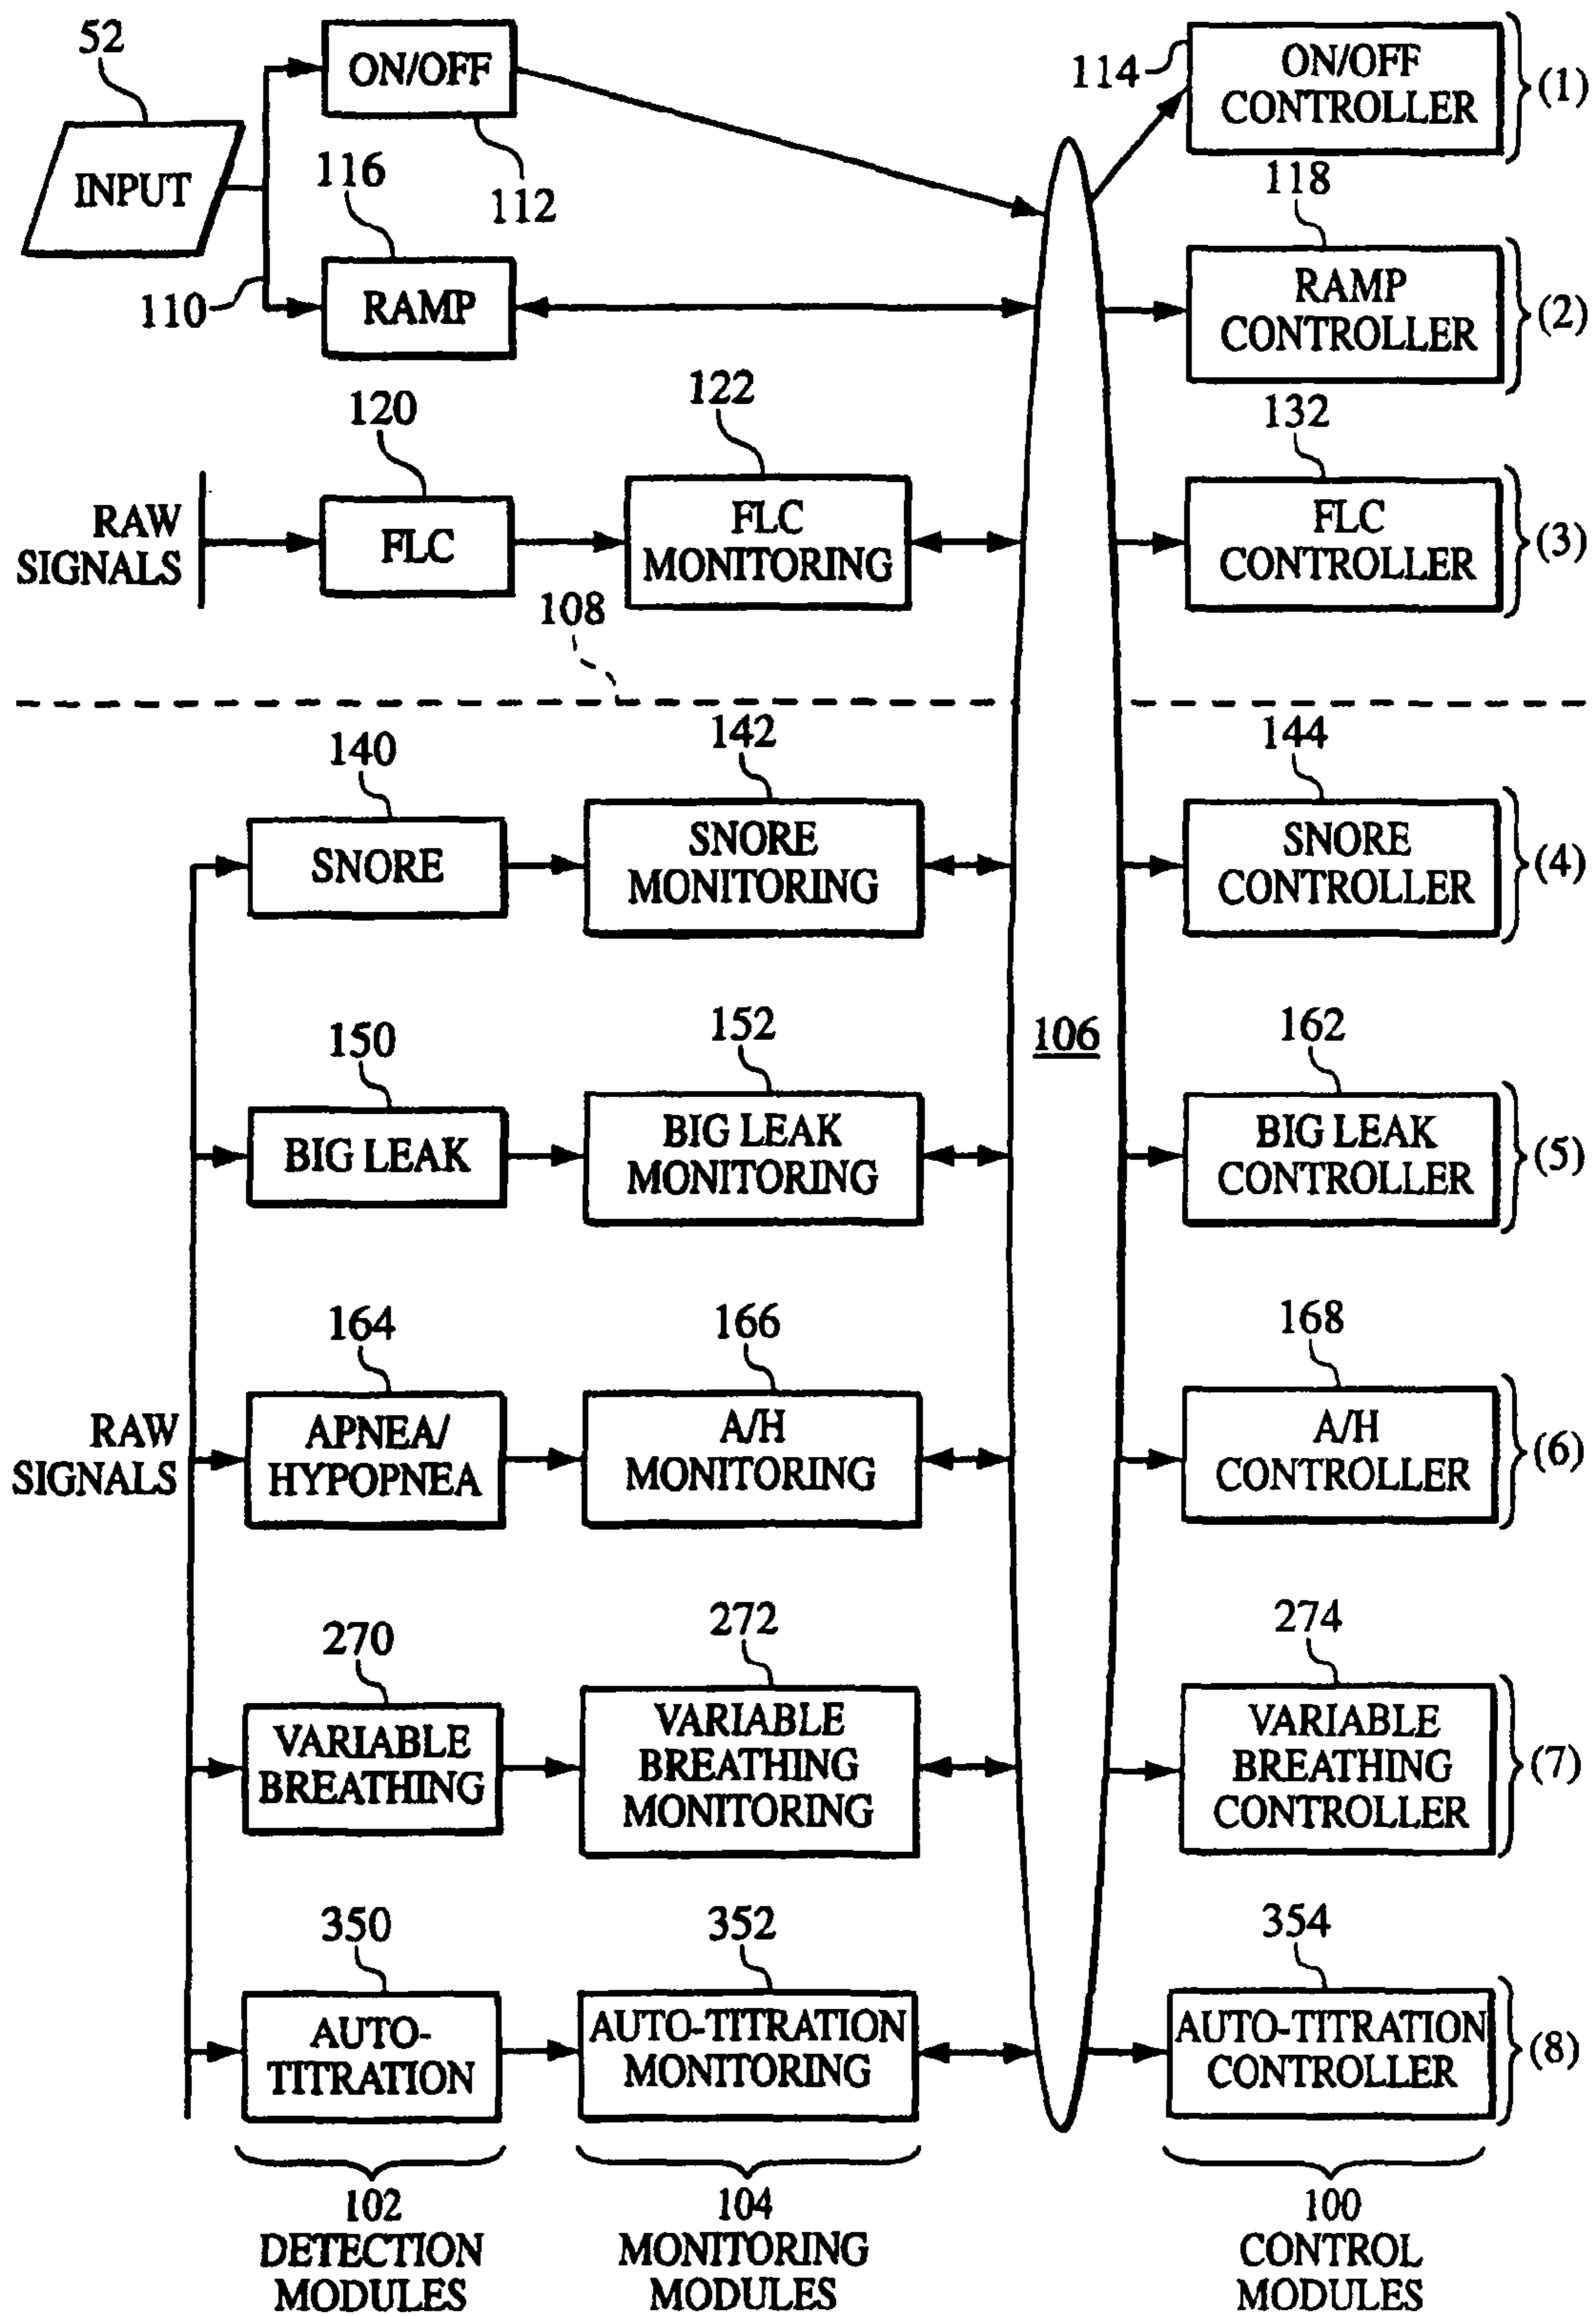 52
ON/OFF
114
ON/OFF
CONTROLLER
(1)
INPUT
116
112
118
110
RAMP
RAMP
CONTROLLER
(2)
120
122
132
RAW
SIGNALS
FLC
FLC
MONITORING
FLC
CONTROLLER
(3)
108
140
142
144
SNORE
SNORE
MONITORING
SNORE
CONTROLLER
(4)
150
152
106
162
BIG LEAK
BIG LEAK
MONITORING
BIG LEAK
CONTROLLER
(5)
164
166
168
RAW
SIGNALS
APNEA/
HYPOPNEA
A/H
MONITORING
A/H
CONTROLLER
(6)
270
272
274
VARIABLE
BREATHING
VARIABLE
BREATHING
MONITORING
VARIABLE
BREATHING
CONTROLLER
(7)
350
352
354
AUTO-
TITRATION
AUTO-TITRATION
MONITORING
AUTO-TITRATION
CONTROLLER
(8)
102
DETECTION
MODULES
104
MONITORING
MODULES
100
CONTROL
MODULES